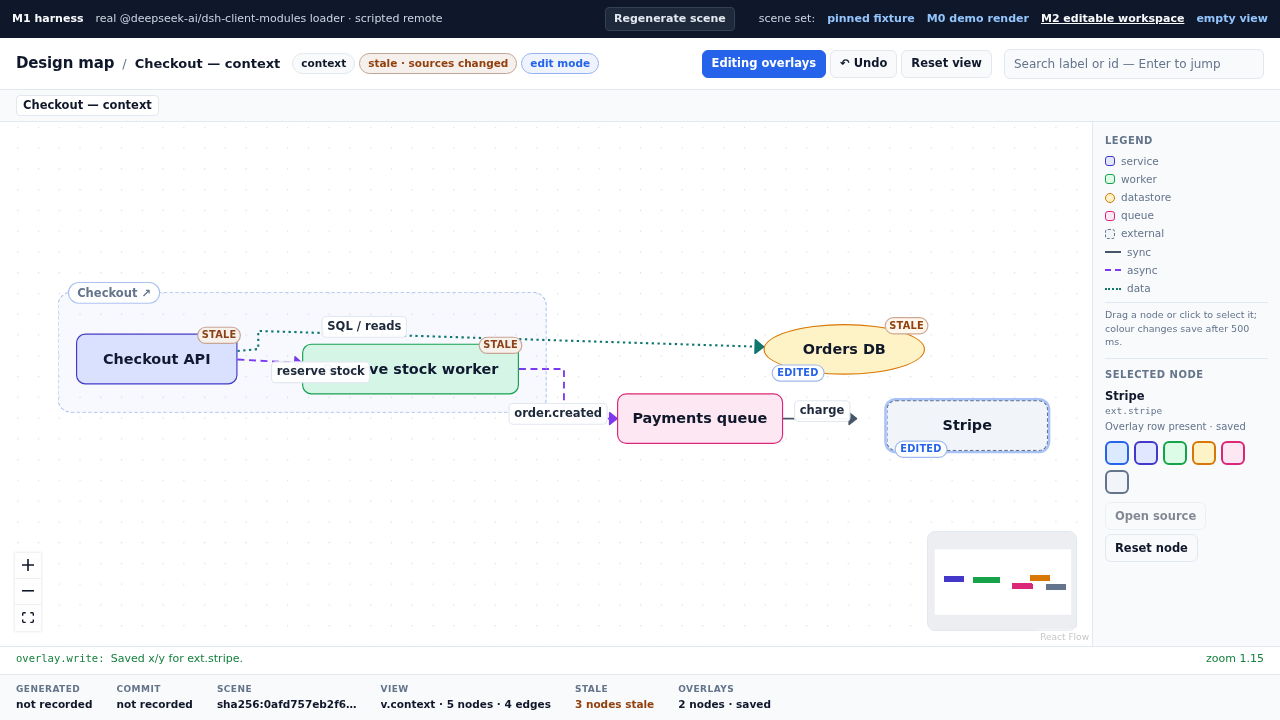 M1 harness real @deepseek-ai/dsh-client-modules loader · scripted remote Regenerate scene scene set: pinned fixture M0 demo render M2 editable workspace empty view
Design map / Checkout — context context stale · sources changed edit mode Editing overlays ↶ Undo Reset view Search label or id — Enter to jump
Checkout — context
Checkout ↗
SQL / reads
STALE
Checkout API
STALE
reserve stock
ve stock worker
STALE
Orders DB
EDITED
order.created
Payments queue
charge
Stripe
EDITED
React Flow
LEGEND
service
worker
datastore
queue
external
sync
async
data
Drag a node or click to select it;
colour changes save after 500
ms.
SELECTED NODE
Stripe
ext.stripe
Overlay row present · saved
Open source
Reset node
overlay.write: Saved x/y for ext.stripe. zoom 1.15
GENERATED COMMIT SCENE VIEW STALE OVERLAYS
not recorded not recorded sha256:0afd757eb2f6… v.context · 5 nodes · 4 edges 3 nodes stale 2 nodes · saved